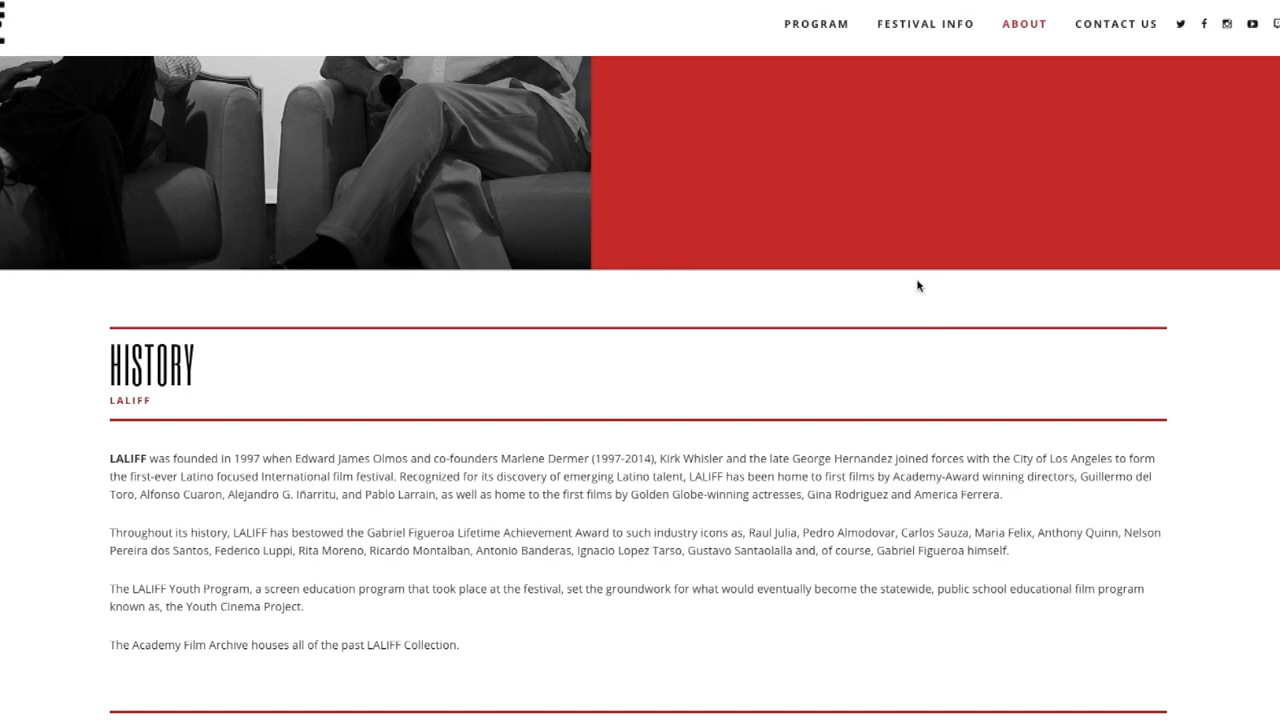 PROGRAM FESTIVAL INFO ABOUT CONTACT US
HISTORY
LALIFF
LALIFF was founded in 1997 when Edward James Olmos and co-founders Marlene Dermer (1997-2014), Kirk Whisler and the late George Hernandez joined forces with the City of Los Angeles to form
the first-ever Latino focused International film festival. Recognized for its discovery of emerging Latino talent, LALIFF has been home to first films by Academy-Award winning directors, Guillermo del
Toro, Alfonso Cuaron, Alejandro G. Iñarritu, and Pablo Larrain, as well as home to the first films by Golden Globe-winning actresses, Gina Rodriguez and America Ferrera.
Throughout its history, LALIFF has bestowed the Gabriel Figueroa Lifetime Achievement Award to such industry icons as, Raul Julia, Pedro Almodovar, Carlos Sauza, Maria Felix, Anthony Quinn, Nelson
Pereira dos Santos, Federico Luppi, Rita Moreno, Ricardo Montalban, Antonio Banderas, Ignacio Lopez Tarso, Gustavo Santaolalla and, of course, Gabriel Figueroa himself.
The LALIFF Youth Program, a screen education program that took place at the festival, set the groundwork for what would eventually become the statewide, public school educational film program
known as, the Youth Cinema Project.
The Academy Film Archive houses all of the past LALIFF Collection.